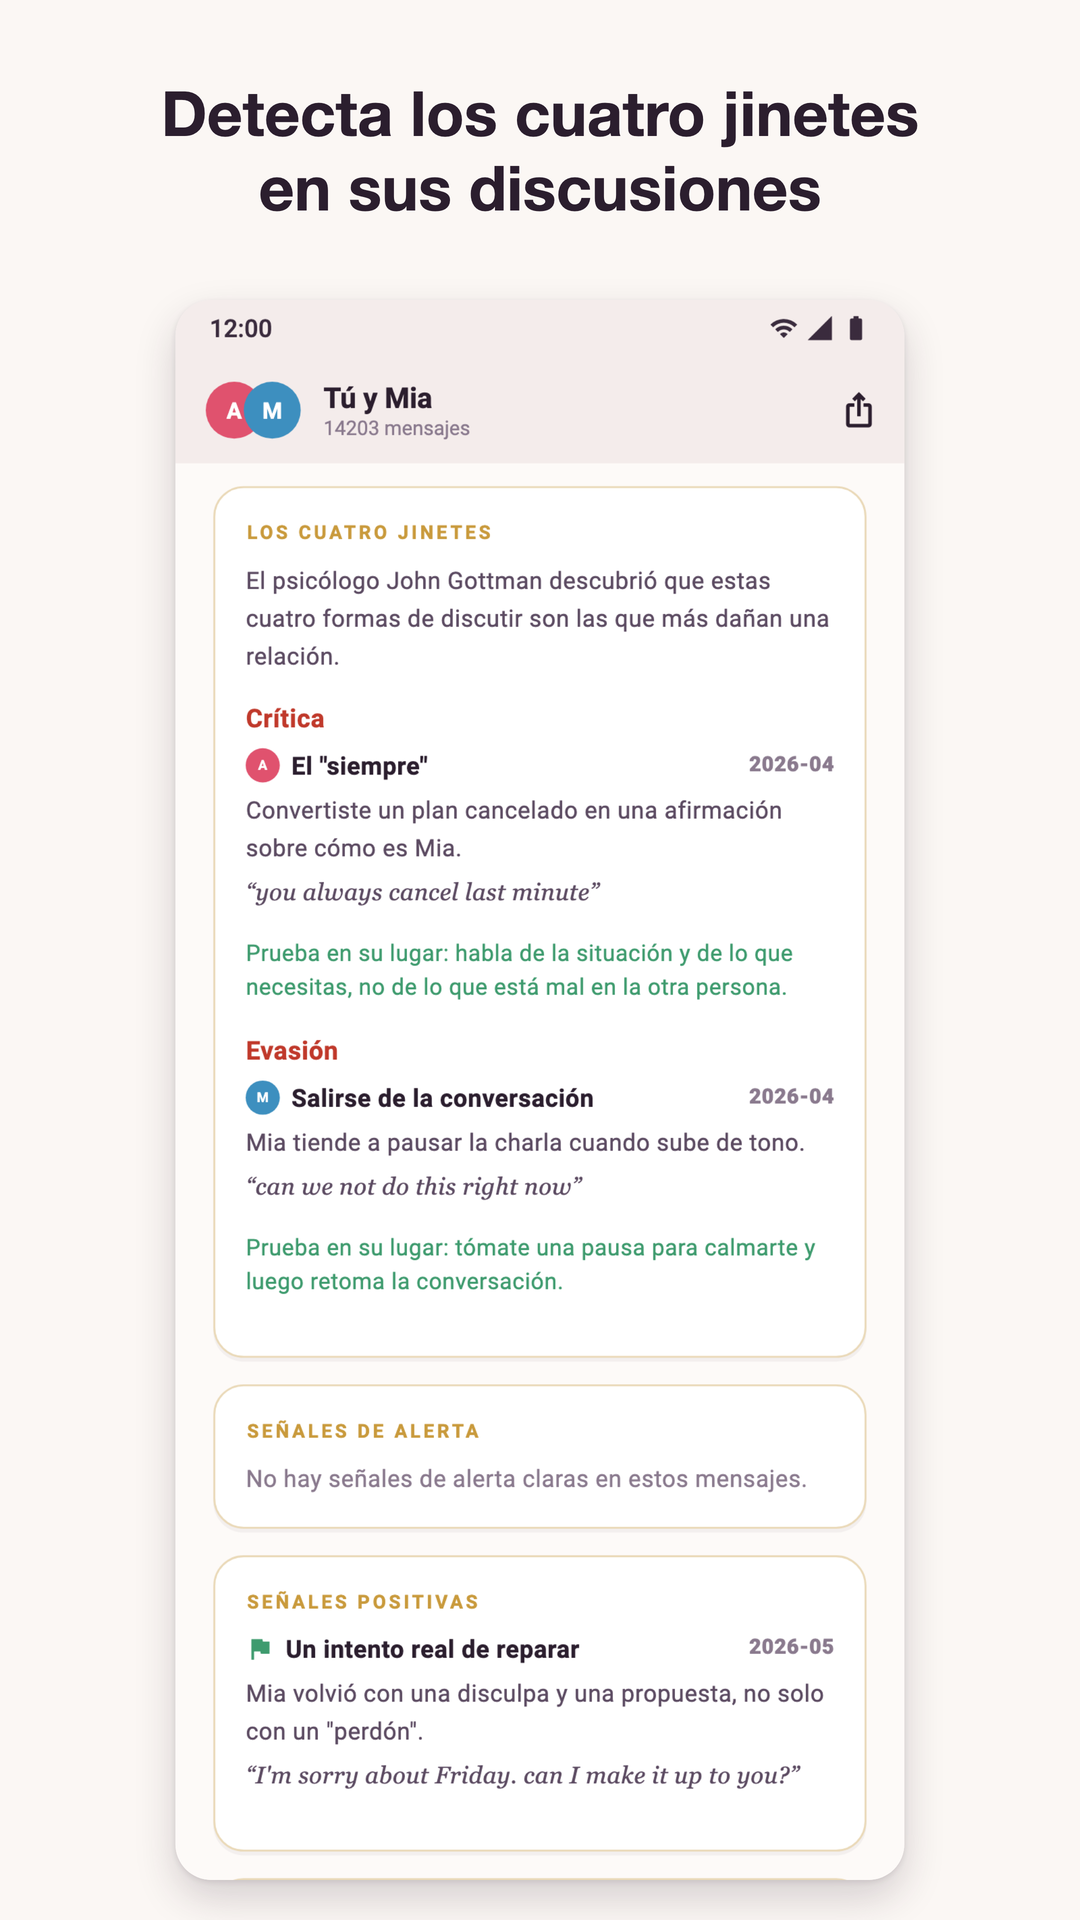 Detecta los cuatro jinetes
en sus discusiones
12:00
A
M
Tú y Mia
14203 mensajes
LOS CUATRO JINETES
El psicólogo John Gottman descubrió que estas
cuatro formas de discutir son las que más dañan una
relación.
Crítica
A
El "siempre"
2026-04
Convertiste un plan cancelado en una afirmación
sobre cómo es Mia.
“you always cancel last minute”
Prueba en su lugar: habla de la situación y de lo que
necesitas, no de lo que está mal en la otra persona.
Evasión
M
Salirse de la conversación
2026-04
Mia tiende a pausar la charla cuando sube de tono.
“can we not do this right now”
Prueba en su lugar: tómate una pausa para calmarte y
luego retoma la conversación.
SEÑALES DE ALERTA
No hay señales de alerta claras en estos mensajes.
SEÑALES POSITIVAS
Un intento real de reparar
2026-05
Mia volvió con una disculpa y una propuesta, no solo
con un "perdón".
“I'm sorry about Friday. can I make it up to you?”